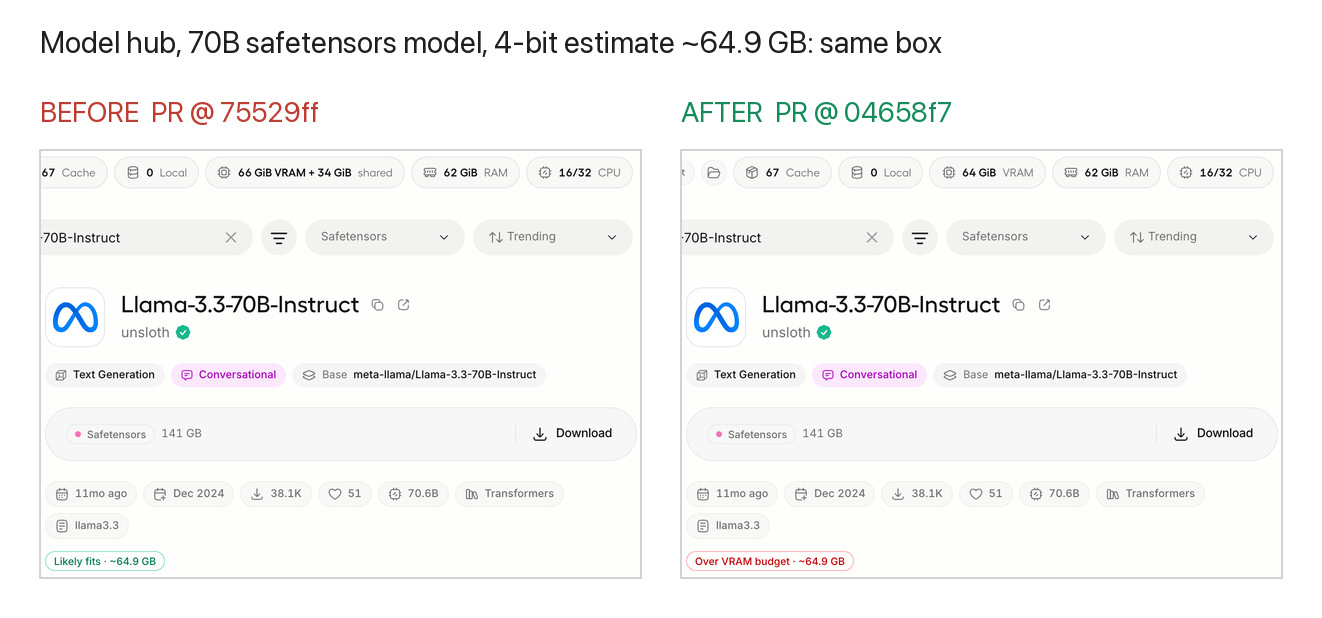 Model hub, 70B safetensors model, 4-bit estimate ~64.9 GB: same box
BEFORE PR @ 75529ff
67 Cache 0 Local 66 GiB VRAM + 34 GiB shared 62 GiB RAM 16/32 CPU
-70B-Instruct Safetensors Trending
Llama-3.3-70B-Instruct
unsloth
Text Generation Conversational Base meta-llama/Llama-3.3-70B-Instruct
Safetensors 141 GB Download
11mo ago Dec 2024 38.1K 51 70.6B Transformers
llama3.3
Likely fits · ~64.9 GB
AFTER PR @ 04658f7
t 67 Cache 0 Local 64 GiB VRAM 62 GiB RAM 16/32 CPU
-70B-Instruct Safetensors Trending
Llama-3.3-70B-Instruct
unsloth
Text Generation Conversational Base meta-llama/Llama-3.3-70B-Instruct
Safetensors 141 GB Download
11mo ago Dec 2024 38.1K 51 70.6B Transformers
llama3.3
Over VRAM budget · ~64.9 GB